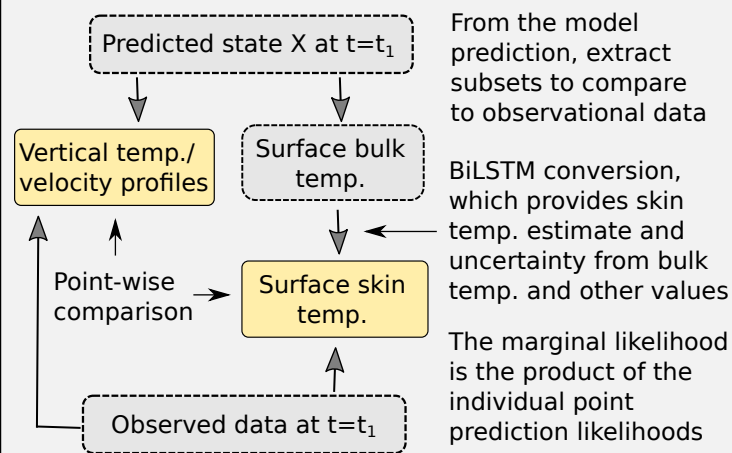 Predicted state X at t=t₁
From the model
prediction, extract
subsets to compare
to observational data
Vertical temp./
velocity profiles
Surface bulk
temp.
BiLSTM conversion,
which provides skin
temp. estimate and
uncertainty from bulk
temp. and other values
Point-wise
comparison
Surface skin
temp.
The marginal likelihood
is the product of the
individual point
prediction likelihoods
Observed data at t=t₁